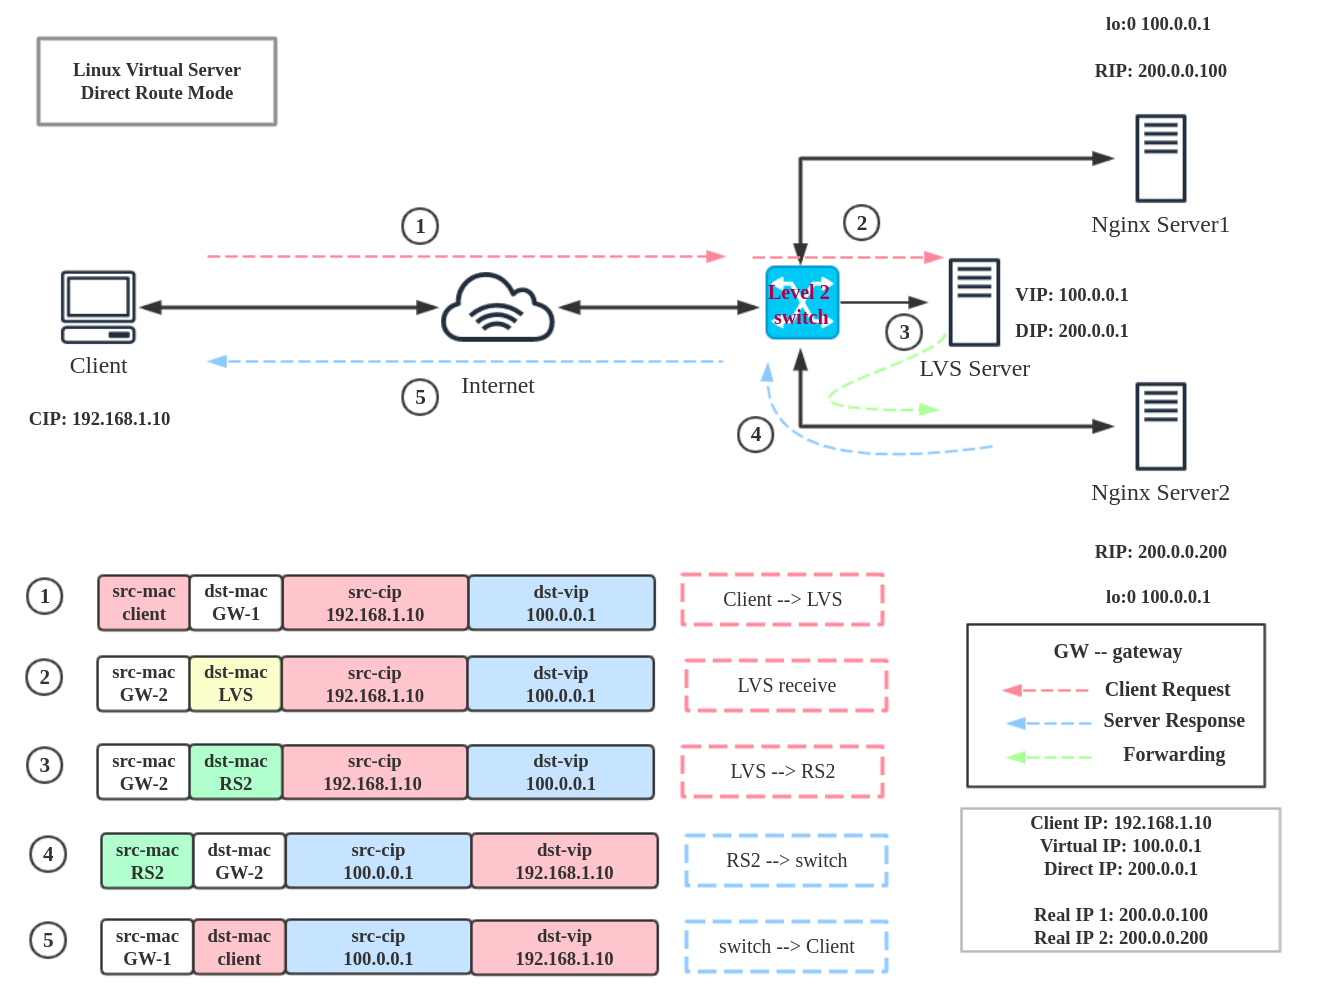 lo:0 100.0.0.1
Linux Virtual Server
Direct Route Mode
RIP: 200.0.0.100
Nginx Server1
1
2
Level 2
switch
VIP: 100.0.0.1
DIP: 200.0.0.1
3
LVS Server
Client
Internet
5
CIP: 192.168.1.10
4
Nginx Server2
RIP: 200.0.0.200
lo:0 100.0.0.1
1
src-mac
client
dst-mac
GW-1
src-cip
192.168.1.10
dst-vip
100.0.0.1
Client --> LVS
2
src-mac
GW-2
dst-mac
LVS
src-cip
192.168.1.10
dst-vip
100.0.0.1
LVS receive
3
src-mac
GW-2
dst-mac
RS2
src-cip
192.168.1.10
dst-vip
100.0.0.1
LVS --> RS2
4
src-mac
RS2
dst-mac
GW-2
src-cip
100.0.0.1
dst-vip
192.168.1.10
RS2 --> switch
5
src-mac
GW-1
dst-mac
client
src-cip
100.0.0.1
dst-vip
192.168.1.10
switch --> Client
GW -- gateway
Client Request
Server Response
Forwarding
Client IP: 192.168.1.10
Virtual IP: 100.0.0.1
Direct IP: 200.0.0.1
Real IP 1: 200.0.0.100
Real IP 2: 200.0.0.200